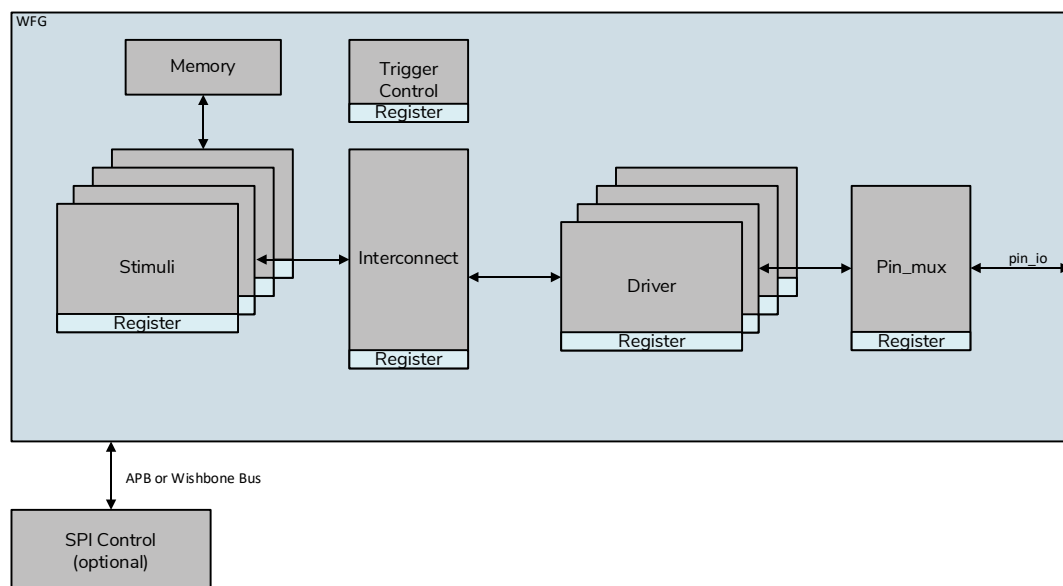 WFG
Memory
Trigger
Control
Register
Stimuli
Register
Interconnect
Register
Driver
Register
Pin_mux
Register
pin_io
APB or Wishbone Bus
SPI Control
(optional)